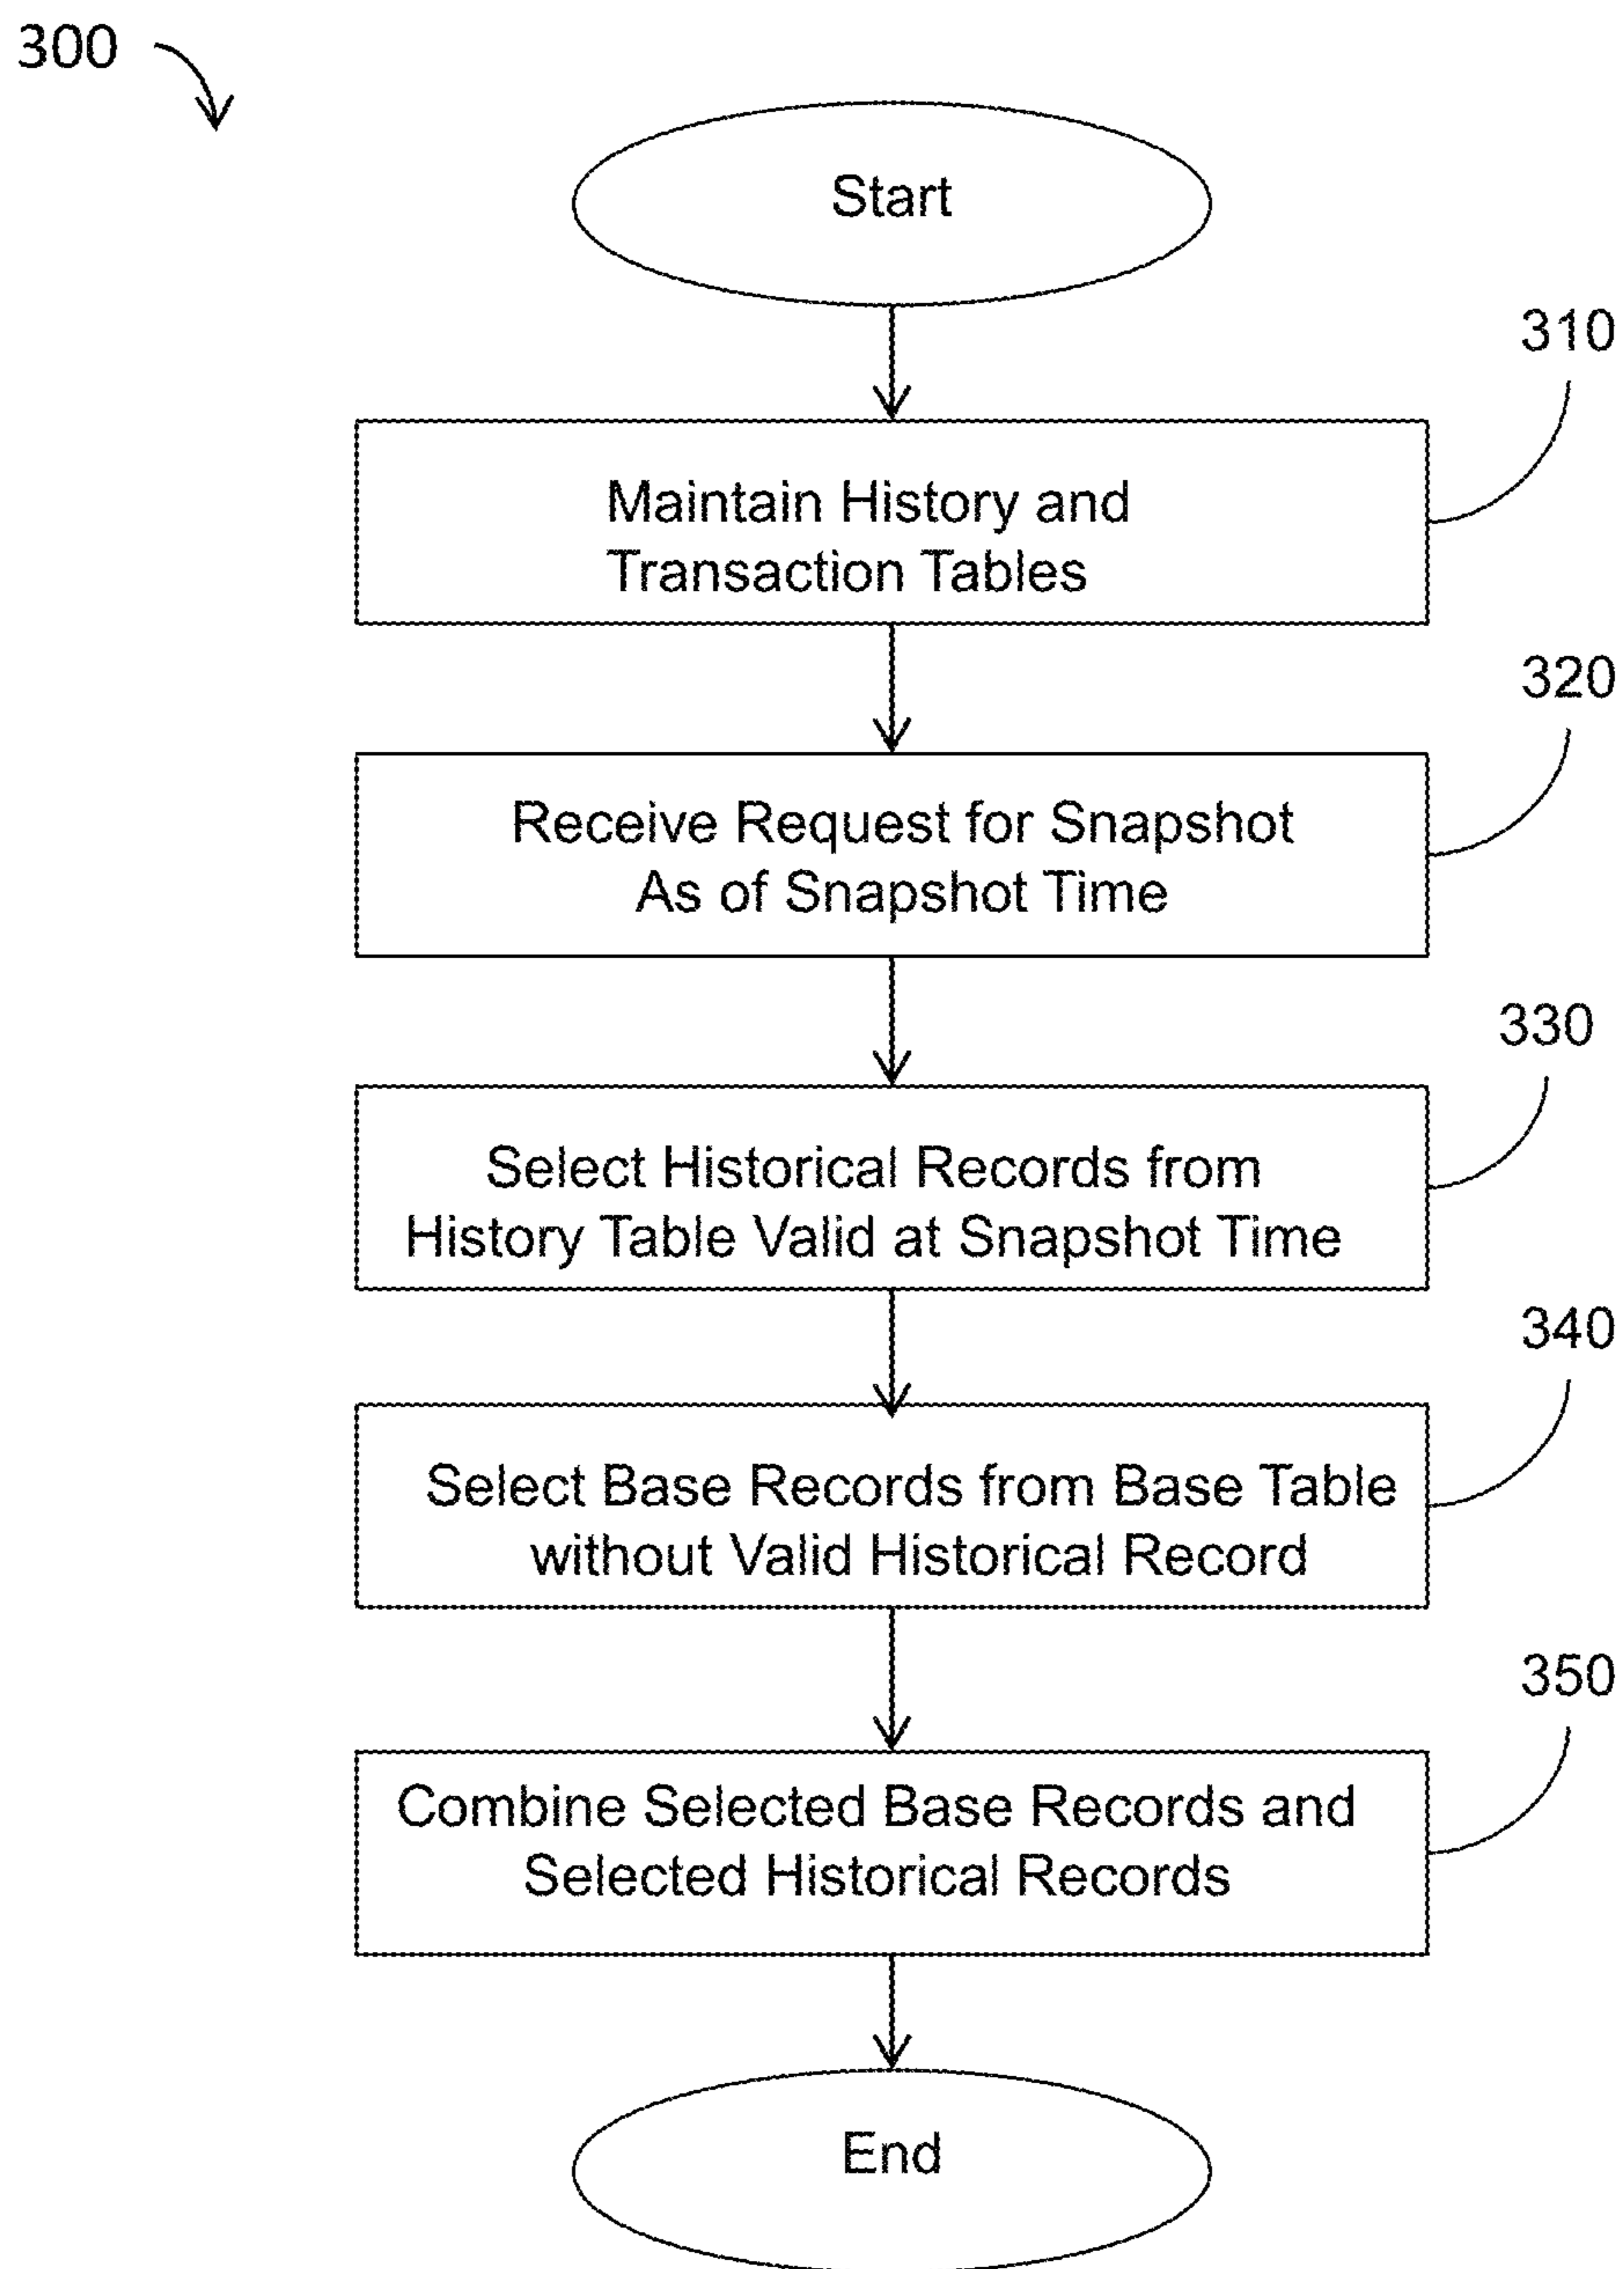 300
Start
310
Maintain History and
Transaction Tables
320
Receive Request for Snapshot
As of Snapshot Time
330
Select Historical Records from
History Table Valid at Snapshot Time
340
Select Base Records from Base Table
without Valid Historical Record
350
Combine Selected Base Records and
Selected Historical Records
End